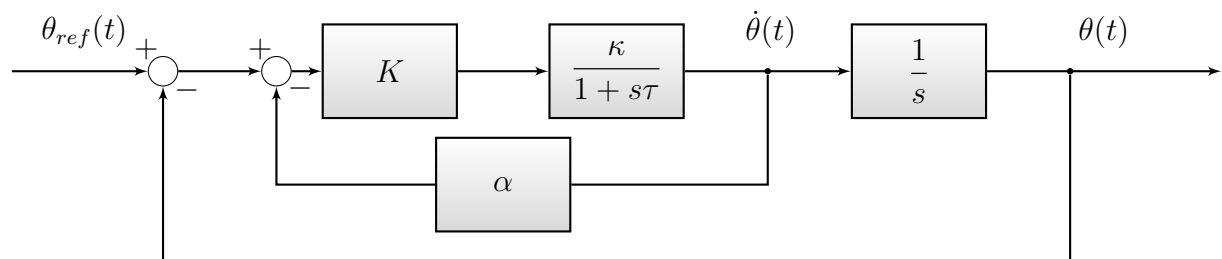 θ_ref(t)
+
−
+
−
K
κ
1 + sτ
θ̇(t)
1
s
θ(t)
α